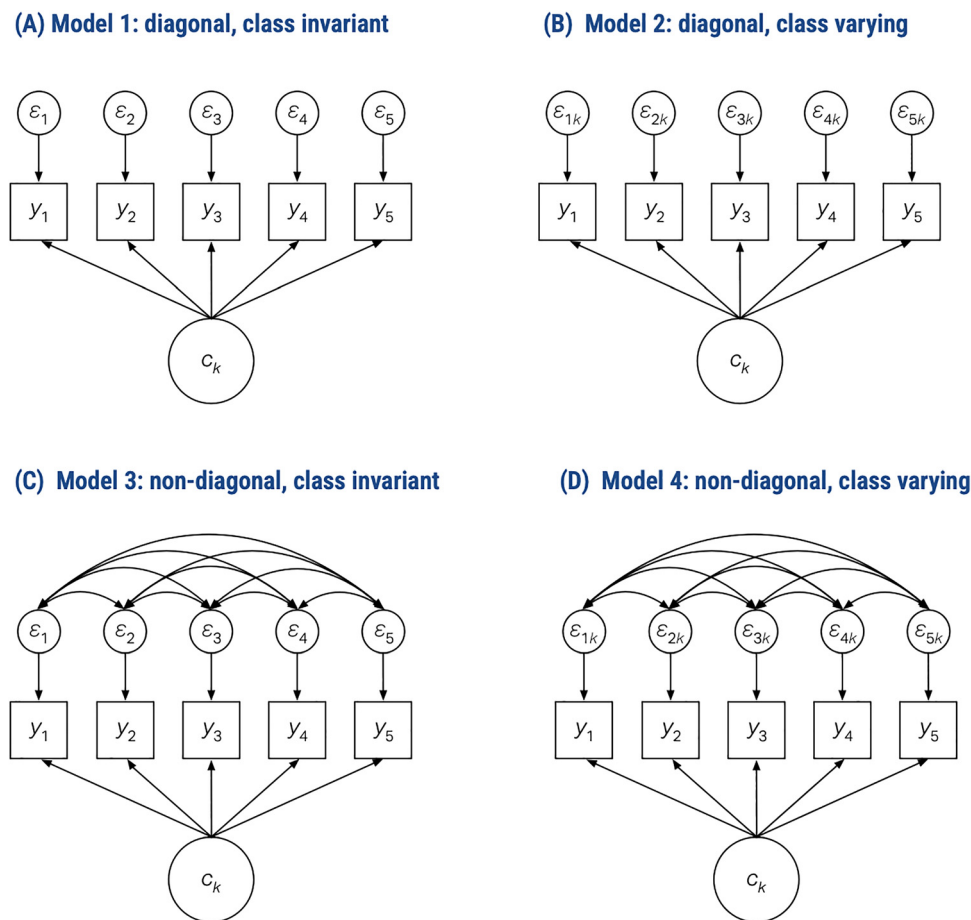 (A) Model 1: diagonal, class invariant
ε1 ε2 ε3 ε4 ε5
y1 y2 y3 y4 y5
ck
(B) Model 2: diagonal, class varying
ε1k ε2k ε3k ε4k ε5k
y1 y2 y3 y4 y5
ck
(C) Model 3: non-diagonal, class invariant
ε1 ε2 ε3 ε4 ε5
y1 y2 y3 y4 y5
ck
(D) Model 4: non-diagonal, class varying
ε1k ε2k ε3k ε4k ε5k
y1 y2 y3 y4 y5
ck